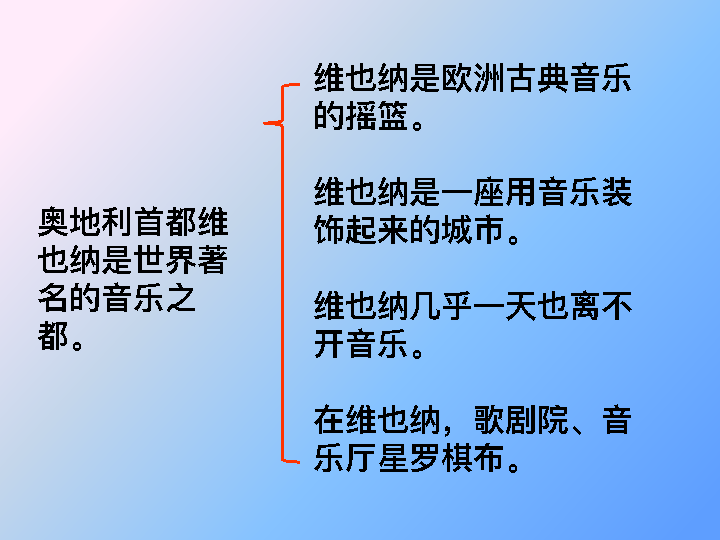 奥地利首都维
也纳是世界著
名的音乐之
都。
维也纳是欧洲古典音乐
的摇篮。
维也纳是一座用音乐装
饰起来的城市。
维也纳几乎一天也离不
开音乐。
在维也纳，歌剧院、音
乐厅星罗棋布。